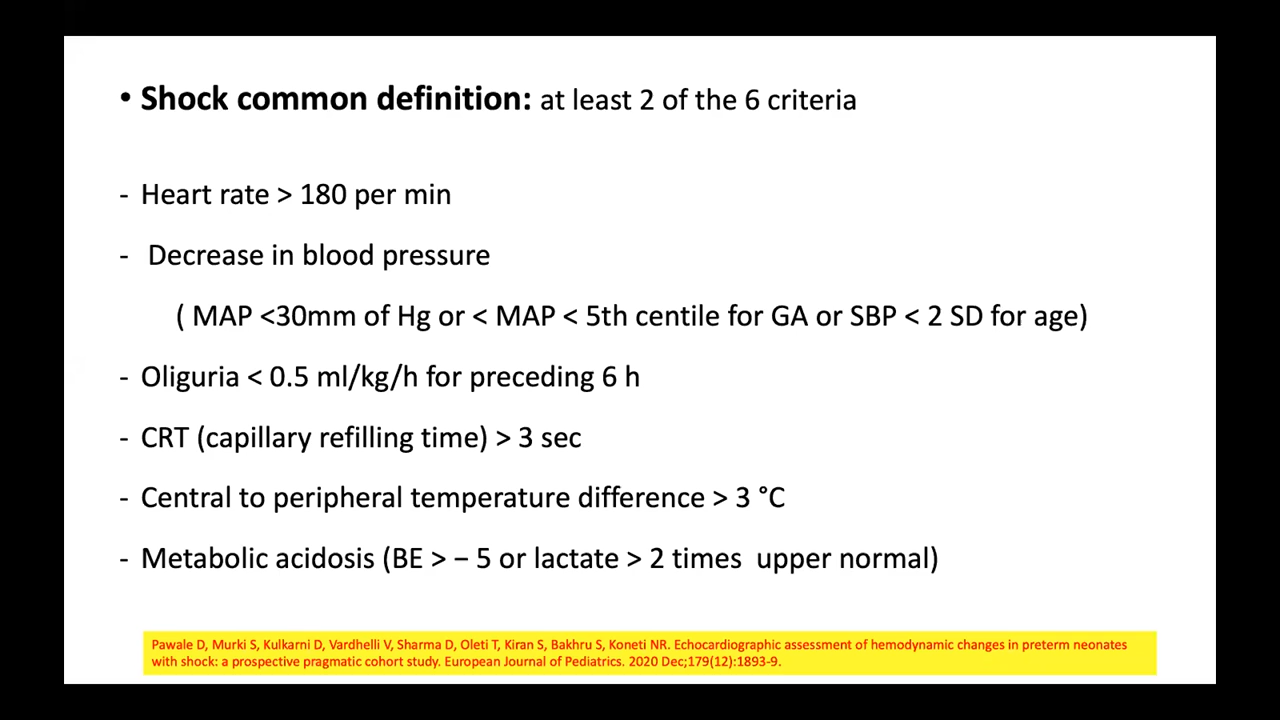 • Shock common definition: at least 2 of the 6 criteria
- Heart rate > 180 per min
- Decrease in blood pressure
( MAP <30mm of Hg or < MAP < 5th centile for GA or SBP < 2 SD for age)
- Oliguria < 0.5 ml/kg/h for preceding 6 h
- CRT (capillary refilling time) > 3 sec
- Central to peripheral temperature difference > 3 °C
- Metabolic acidosis (BE > – 5 or lactate > 2 times upper normal)
Pawale D, Murki S, Kulkarni D, Vardhelli V, Sharma D, Oleti T, Kiran S, Bakhru S, Koneti NR. Echocardiographic assessment of hemodynamic changes in preterm neonates
with shock: a prospective pragmatic cohort study. European Journal of Pediatrics. 2020 Dec;179(12):1893-9.